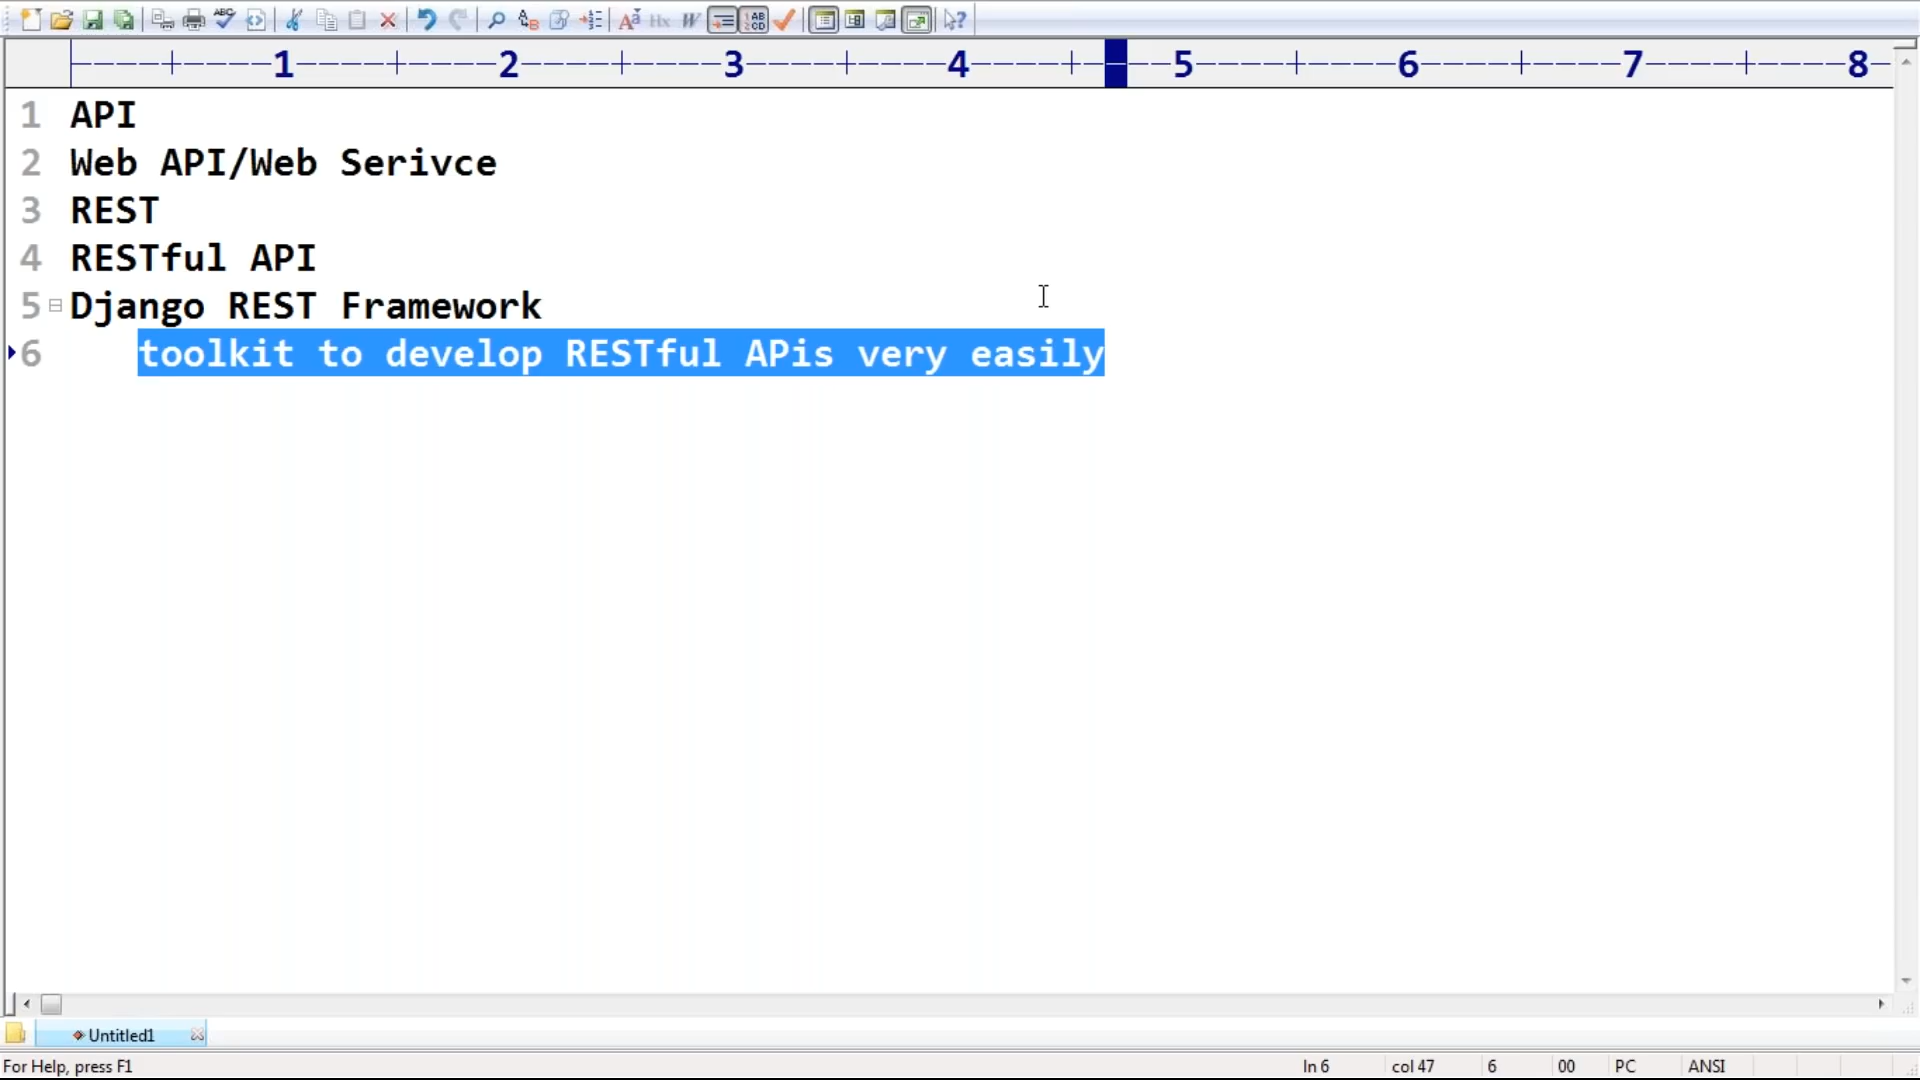 ----+----1----+----2----+----3----+----4----+----5----+----6----+----7----+----8-
1 API
2 Web API/Web Serivce
3 REST
4 RESTful API
5 Django REST Framework
6 toolkit to develop RESTful APis very easily
Untitled1
For Help, press F1 ln 6 col 47 6 00 PC ANSI